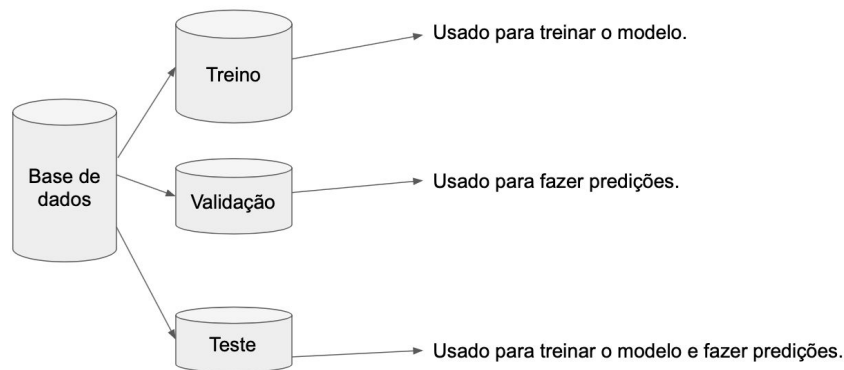 Base de
dados
Treino
Usado para treinar o modelo.
Validação
Usado para fazer predições.
Teste
Usado para treinar o modelo e fazer predições.